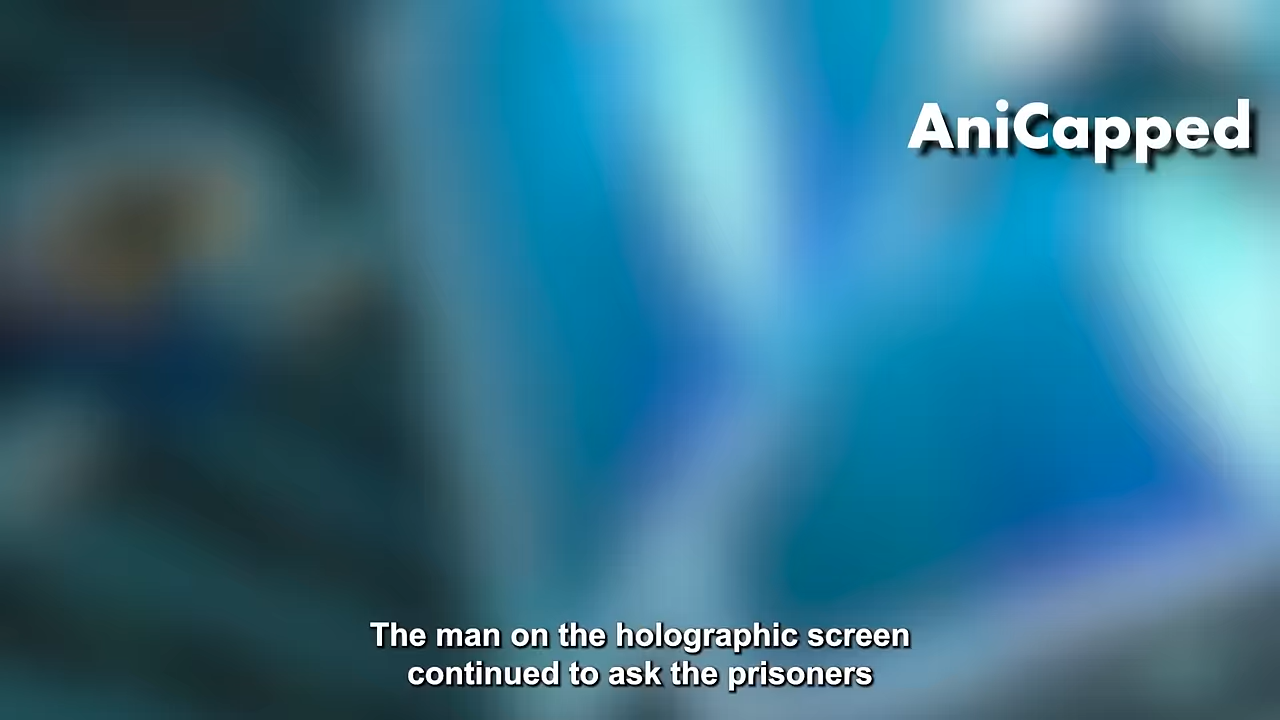 AniCapped
The man on the holographic screen
continued to ask the prisoners